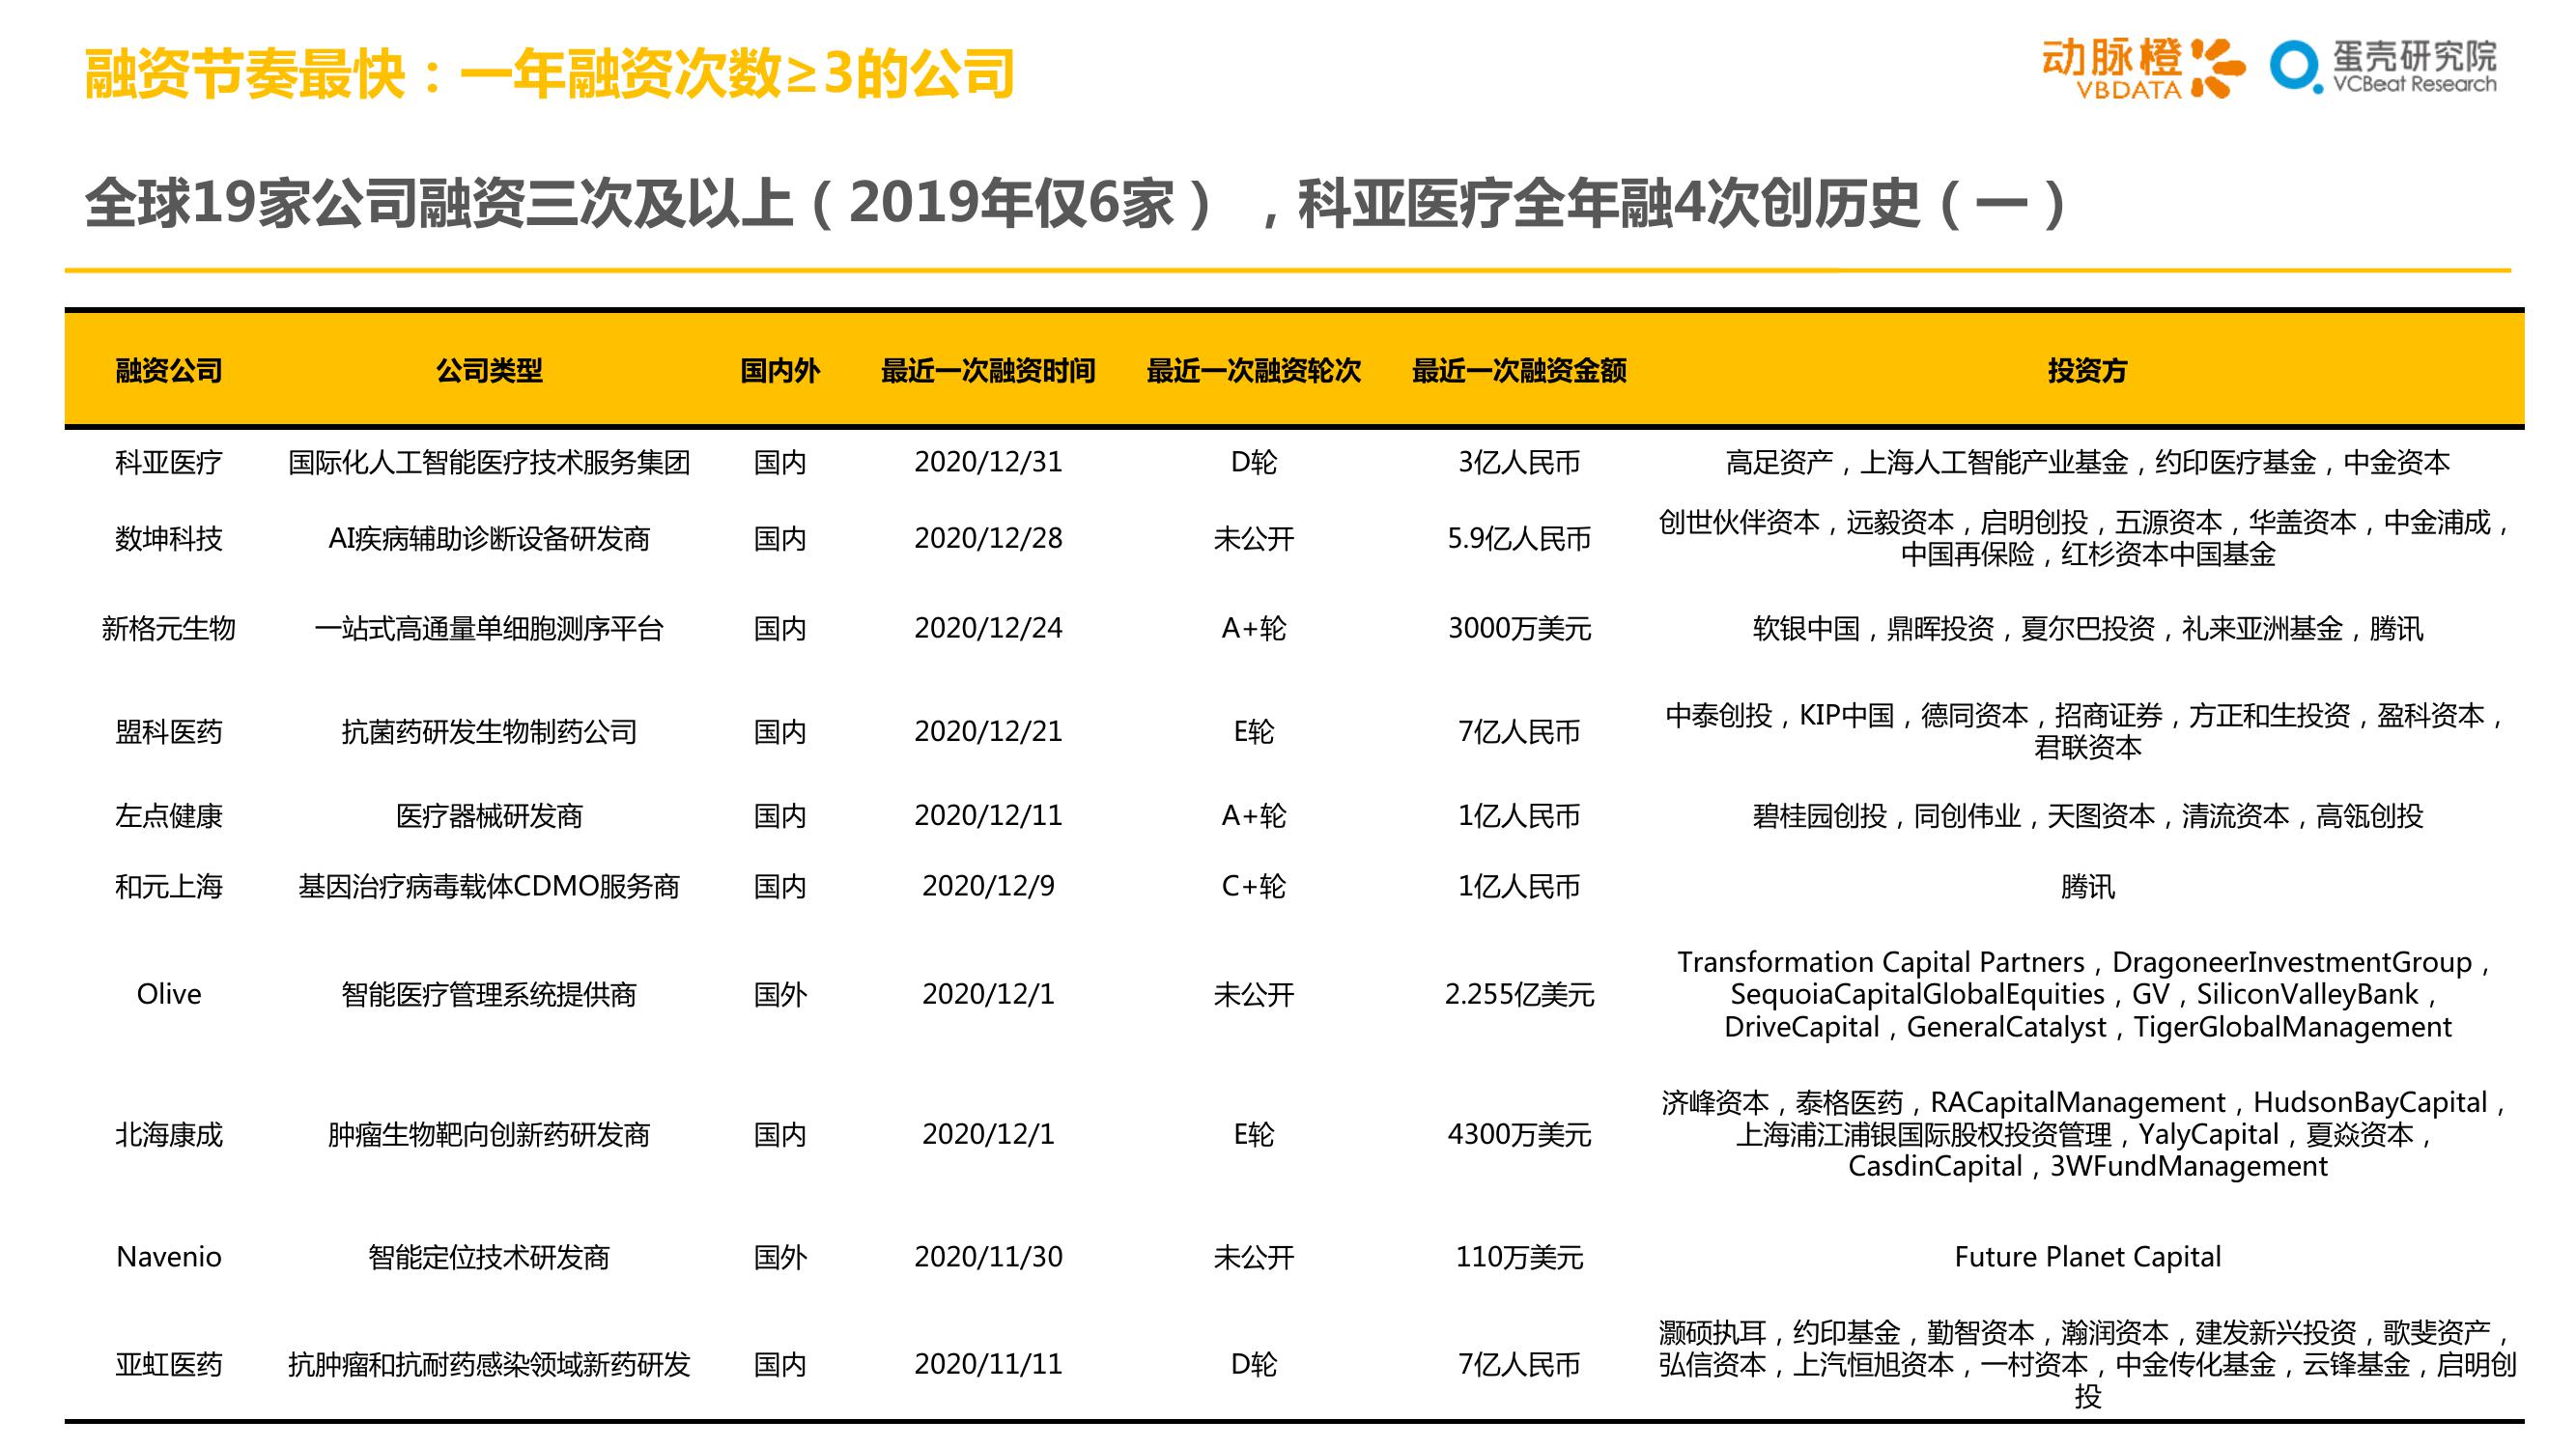 融资节奏最快：一年融资次数≥3的公司
动脉橙
VBDATA
蛋壳研究院
VCBeat Research
全球19家公司融资三次及以上（2019年仅6家），科亚医疗全年融4次创历史（一）
融资公司 公司类型 国内外 最近一次融资时间 最近一次融资轮次 最近一次融资金额 投资方
科亚医疗 国际化人工智能医疗技术服务集团 国内 2020/12/31 D轮 3亿人民币 高足资产，上海人工智能产业基金，约印医疗基金，中金资本
数坤科技 AI疾病辅助诊断设备研发商 国内 2020/12/28 未公开 5.9亿人民币 创世伙伴资本，远毅资本，启明创投，五源资本，华盖资本，中金浦成，
中国再保险，红杉资本中国基金
新格元生物 一站式高通量单细胞测序平台 国内 2020/12/24 A+轮 3000万美元 软银中国，鼎晖投资，夏尔巴投资，礼来亚洲基金，腾讯
盟科医药 抗菌药研发生物制药公司 国内 2020/12/21 E轮 7亿人民币 中泰创投，KIP中国，德同资本，招商证券，方正和生投资，盈科资本，
君联资本
左点健康 医疗器械研发商 国内 2020/12/11 A+轮 1亿人民币 碧桂园创投，同创伟业，天图资本，清流资本，高瓴创投
和元上海 基因治疗病毒载体CDMO服务商 国内 2020/12/9 C+轮 1亿人民币 腾讯
Olive 智能医疗管理系统提供商 国外 2020/12/1 未公开 2.255亿美元 Transformation Capital Partners，DragoneerInvestmentGroup，
SequoiaCapitalGlobalEquities，GV，SiliconValleyBank，
DriveCapital，GeneralCatalyst，TigerGlobalManagement
北海康成 肿瘤生物靶向创新药研发商 国内 2020/12/1 E轮 4300万美元 济峰资本，泰格医药，RACapitalManagement，HudsonBayCapital，
上海浦江浦银国际股权投资管理，YalyCapital，夏焱资本，
CasdinCapital，3WFundManagement
Navenio 智能定位技术研发商 国外 2020/11/30 未公开 110万美元 Future Planet Capital
亚虹医药 抗肿瘤和抗耐药感染领域新药研发 国内 2020/11/11 D轮 7亿人民币 灏硕执耳，约印基金，勤智资本，瀚润资本，建发新兴投资，歌斐资产，
弘信资本，上汽恒旭资本，一村资本，中金传化基金，云锋基金，启明创
投